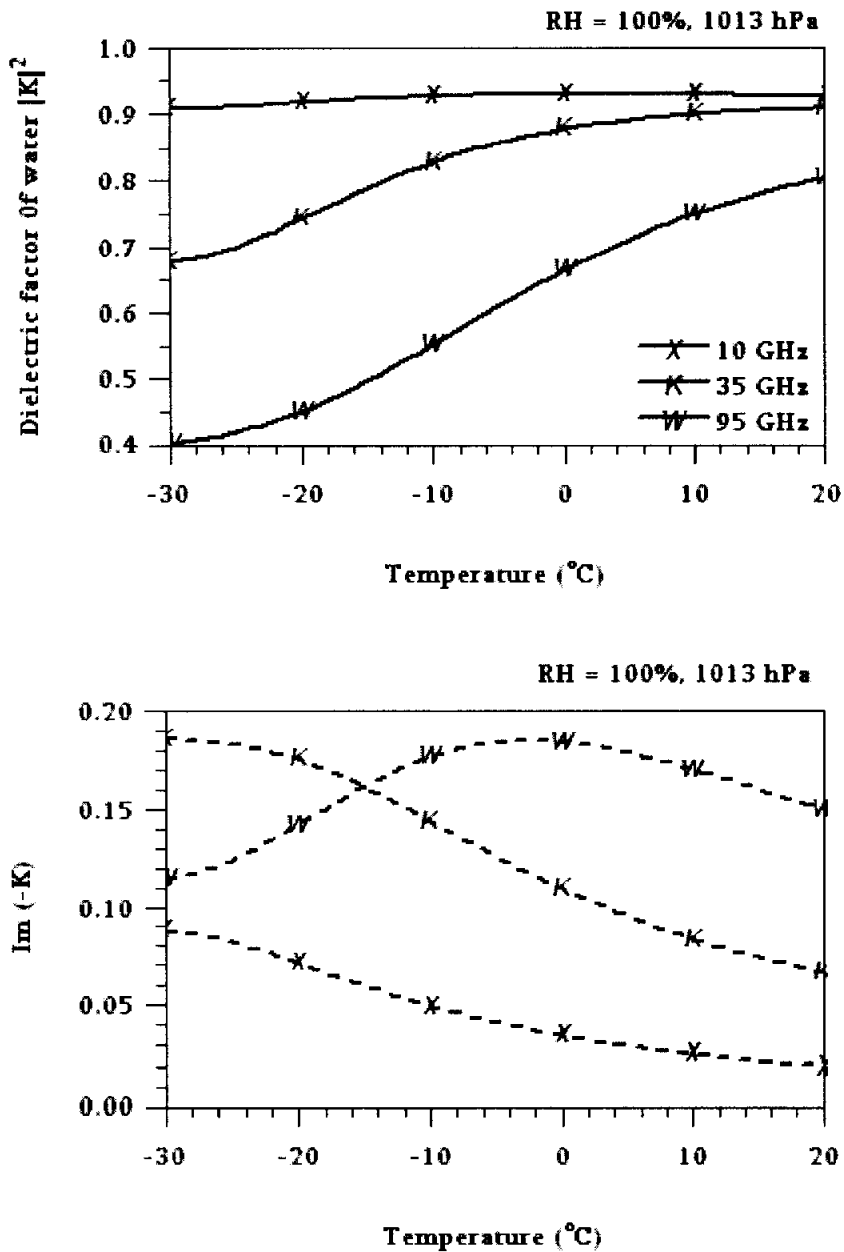 RH = 100%, 1013 hPa
Dielectric factor 0f water |K|²
1.0
0.9
0.8
0.7
0.6
0.5
0.4
X 10 GHz
K 35 GHz
W 95 GHz
-30 -20 -10 0 10 20
Temperature (°C)
RH = 100%, 1013 hPa
Im (-K)
0.20
0.15
0.10
0.05
0.00
-30 -20 -10 0 10 20
Temperature (°C)